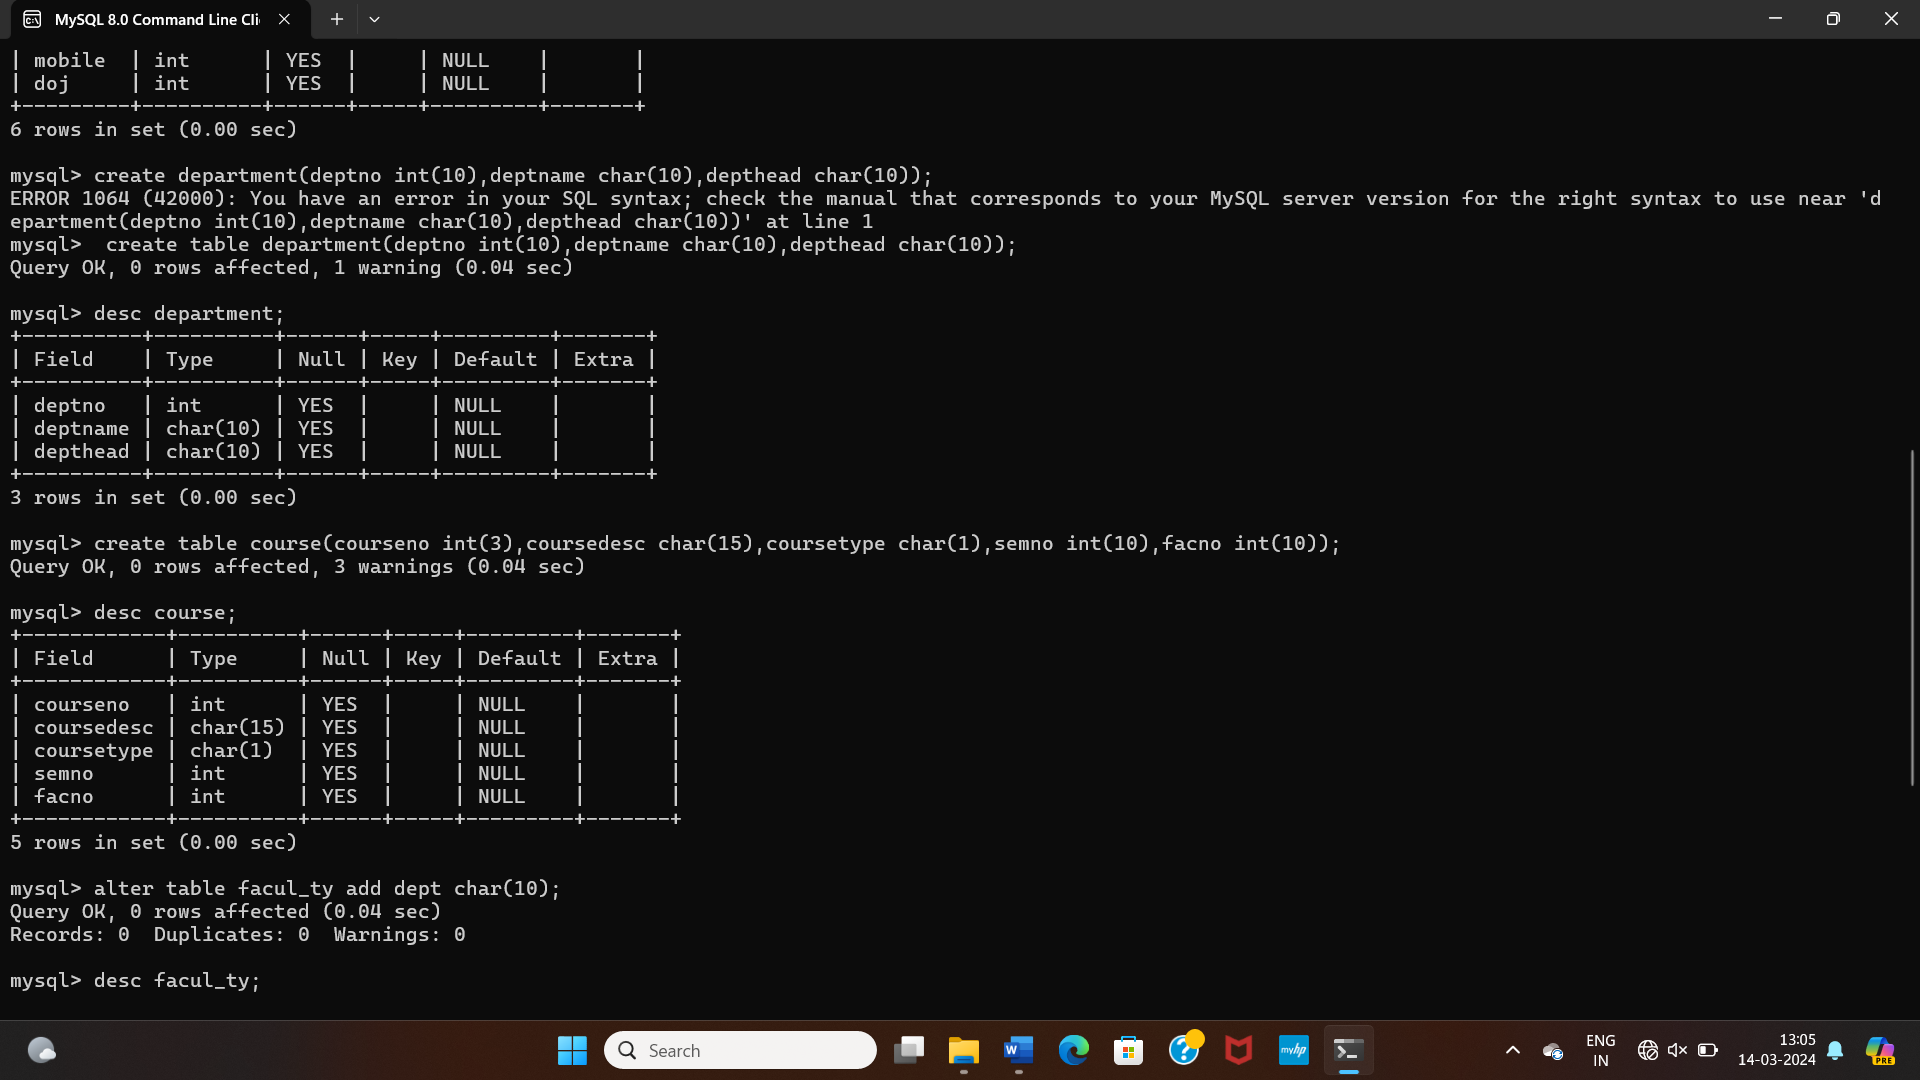 MySQL 8.0 Command Line Cli
| mobile  | int      | YES  |     | NULL    |       |
| doj     | int      | YES  |     | NULL    |       |
+---------+----------+------+-----+---------+-------+
6 rows in set (0.00 sec)
mysql> create department(deptno int(10),deptname char(10),depthead char(10));
ERROR 1064 (42000): You have an error in your SQL syntax; check the manual that corresponds to your MySQL server version for the right syntax to use near 'd
epartment(deptno int(10),deptname char(10),depthead char(10))' at line 1
mysql>  create table department(deptno int(10),deptname char(10),depthead char(10));
Query OK, 0 rows affected, 1 warning (0.04 sec)
mysql> desc department;
+----------+----------+------+-----+---------+-------+
| Field    | Type     | Null | Key | Default | Extra |
+----------+----------+------+-----+---------+-------+
| deptno   | int      | YES  |     | NULL    |       |
| deptname | char(10) | YES  |     | NULL    |       |
| depthead | char(10) | YES  |     | NULL    |       |
+----------+----------+------+-----+---------+-------+
3 rows in set (0.00 sec)
mysql> create table course(courseno int(3),coursedesc char(15),coursetype char(1),semno int(10),facno int(10));
Query OK, 0 rows affected, 3 warnings (0.04 sec)
mysql> desc course;
+------------+----------+------+-----+---------+-------+
| Field      | Type     | Null | Key | Default | Extra |
+------------+----------+------+-----+---------+-------+
| courseno   | int      | YES  |     | NULL    |       |
| coursedesc | char(15) | YES  |     | NULL    |       |
| coursetype | char(1)  | YES  |     | NULL    |       |
| semno      | int      | YES  |     | NULL    |       |
| facno      | int      | YES  |     | NULL    |       |
+------------+----------+------+-----+---------+-------+
5 rows in set (0.00 sec)
mysql> alter table facul_ty add dept char(10);
Query OK, 0 rows affected (0.04 sec)
Records: 0  Duplicates: 0  Warnings: 0
mysql> desc facul_ty;
Search
W
?
myhp
ENG
IN
13:05
14-03-2024
PRE